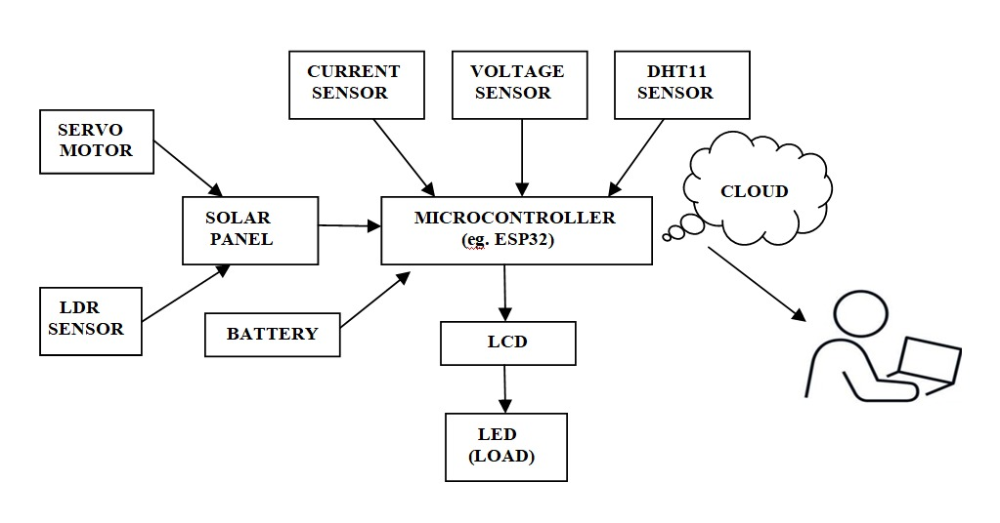 CURRENT
SENSOR
VOLTAGE
SENSOR
DHT11
SENSOR
SERVO
MOTOR
CLOUD
SOLAR
PANEL
MICROCONTROLLER
(eg. ESP32)
LDR
SENSOR
BATTERY
LCD
LED
(LOAD)